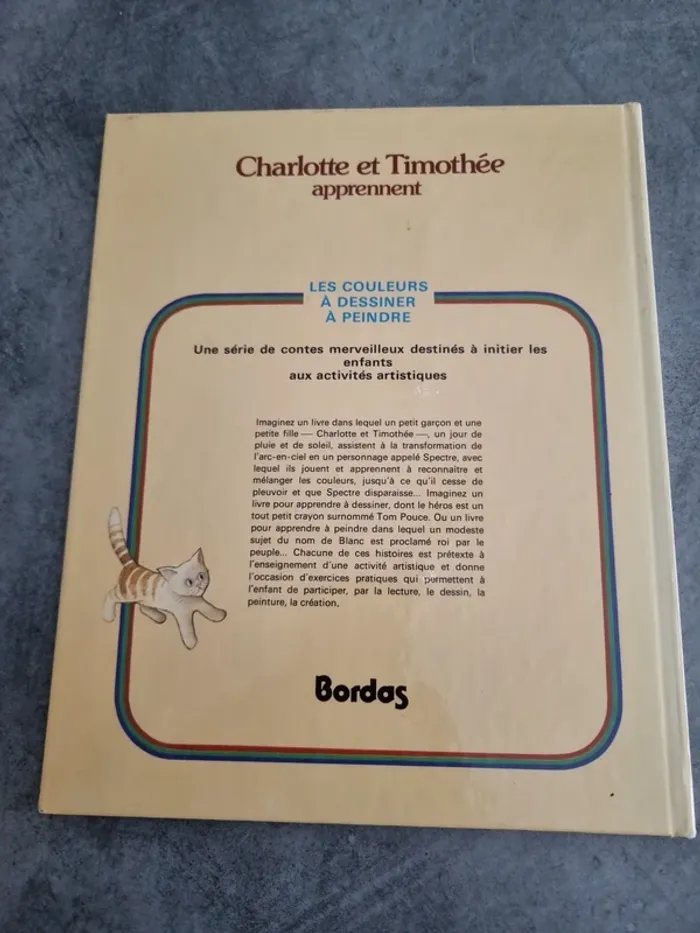 Charlotte et Timothée
apprennent
LES COULEURS
À DESSINER
À PEINDRE
Une série de contes merveilleux destinés à initier les
enfants
aux activités artistiques
Imaginez un livre dans lequel un petit garçon et une
petite fille — Charlotte et Timothée —, un jour de
pluie et de soleil, assistent à la transformation de
l'arc-en-ciel en un personnage appelé Spectre, avec
lequel ils jouent et apprennent à reconnaître et
mélanger les couleurs, jusqu'à ce qu'il cesse de
pleuvoir et que Spectre disparaisse... Imaginez un
livre pour apprendre à dessiner, dont le héros est un
tout petit crayon surnommé Tom Pouce. Ou un livre
pour apprendre à peindre dans lequel un modeste
sujet du nom de Blanc est proclamé roi par le
peuple... Chacune de ces histoires est prétexte à
l'enseignement d'une activité artistique et donne
l'occasion d'exercices pratiques qui permettent à
l'enfant de participer, par la lecture, le dessin, la
peinture, la création.
Bordas